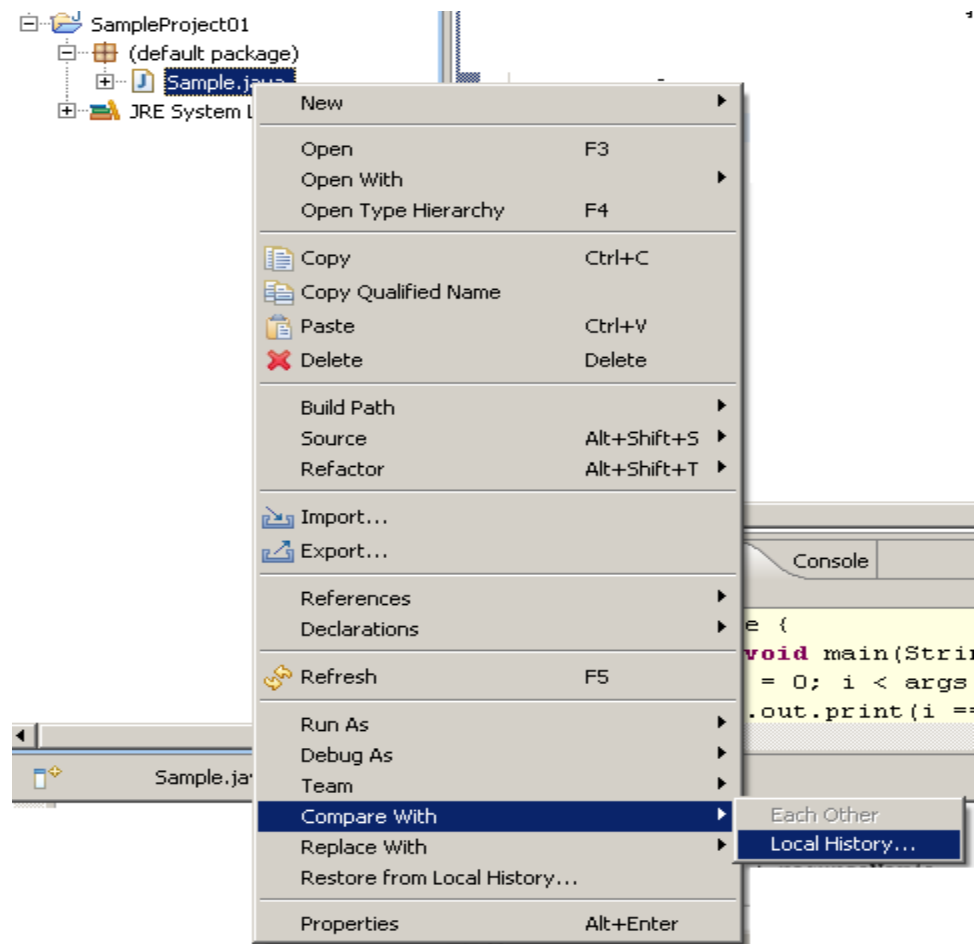 SampleProject01
(default package)
Sample.java
JRE System
New
Open F3
Open With
Open Type Hierarchy F4
Copy Ctrl+C
Copy Qualified Name
Paste Ctrl+V
Delete Delete
Build Path
Source Alt+Shift+S
Refactor Alt+Shift+T
Import...
Export...
References
Declarations
Refresh F5
Run As
Debug As
Team
Compare With
Replace With
Restore from Local History...
Properties Alt+Enter
Each Other
Local History...
Console
e {
void main(Strin
= 0; i < args
.out.print(i ==
Sample.ja